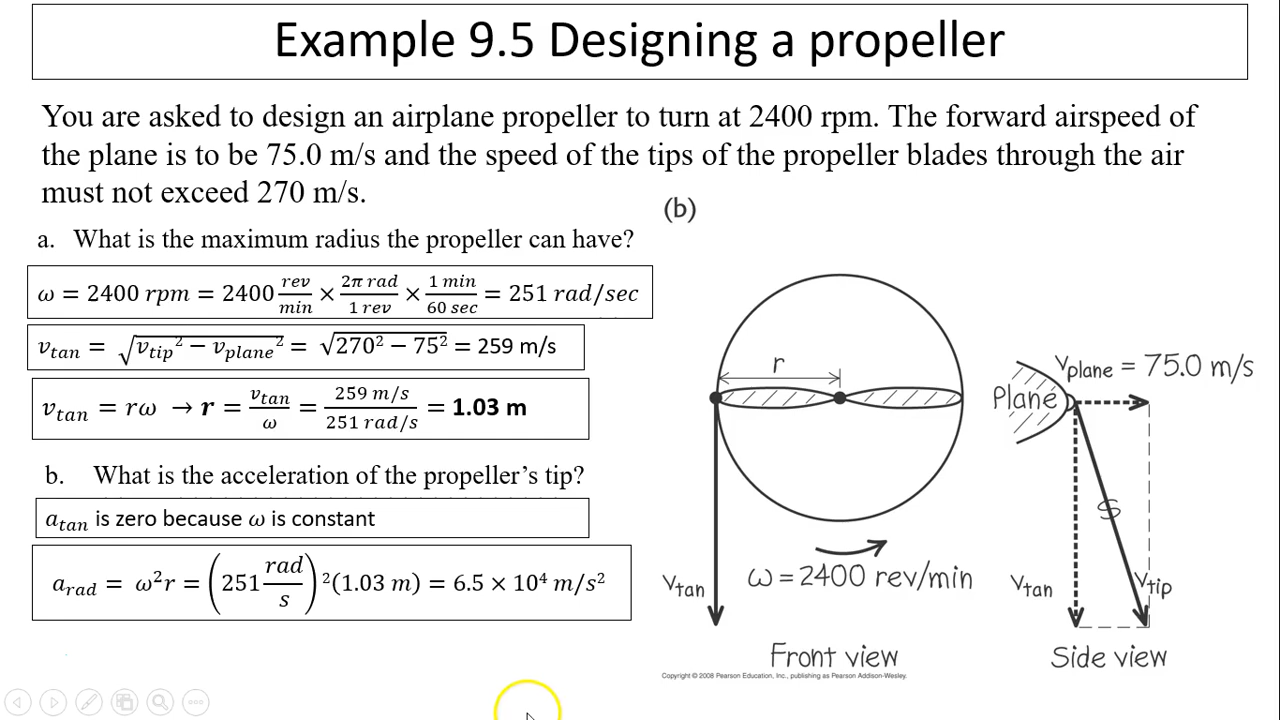 Example 9.5 Designing a propeller
You are asked to design an airplane propeller to turn at 2400 rpm. The forward airspeed of
the plane is to be 75.0 m/s and the speed of the tips of the propeller blades through the air
must not exceed 270 m/s.
a. What is the maximum radius the propeller can have?
ω = 2400 rpm = 2400 rev/min × 2π rad/1 rev × 1 min/60 sec = 251 rad/sec
v_tan = √(v_tip² − v_plane²) = √(270² − 75²) = 259 m/s
v_tan = rω → r = v_tan/ω = 259 m/s / 251 rad/s = 1.03 m
b. What is the acceleration of the propeller’s tip?
a_tan is zero because ω is constant
a_rad = ω²r = (251 rad/s)²(1.03 m) = 6.5 × 10⁴ m/s²
(b)
r
v_tan
ω = 2400 rev/min
Front view
v_plane = 75.0 m/s
Plane
v_tan
v_tip
Side view
Copyright © 2008 Pearson Education, Inc., publishing as Pearson Addison-Wesley.